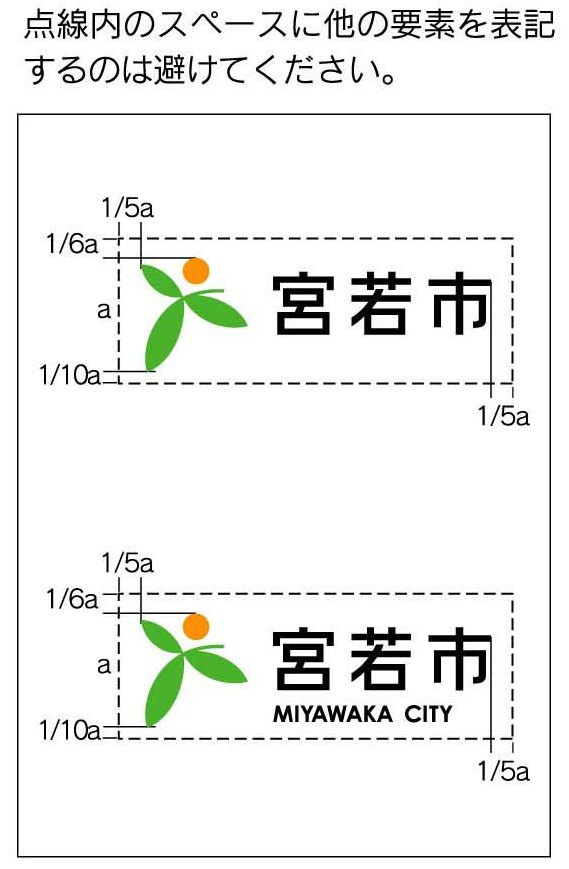 点線内のスペースに他の要素を表記
するのは避けてください。
1/5a
1/6a
a
宮若市
1/10a
1/5a
1/5a
1/6a
a
宮若市
MIYAWAKA CITY
1/10a
1/5a